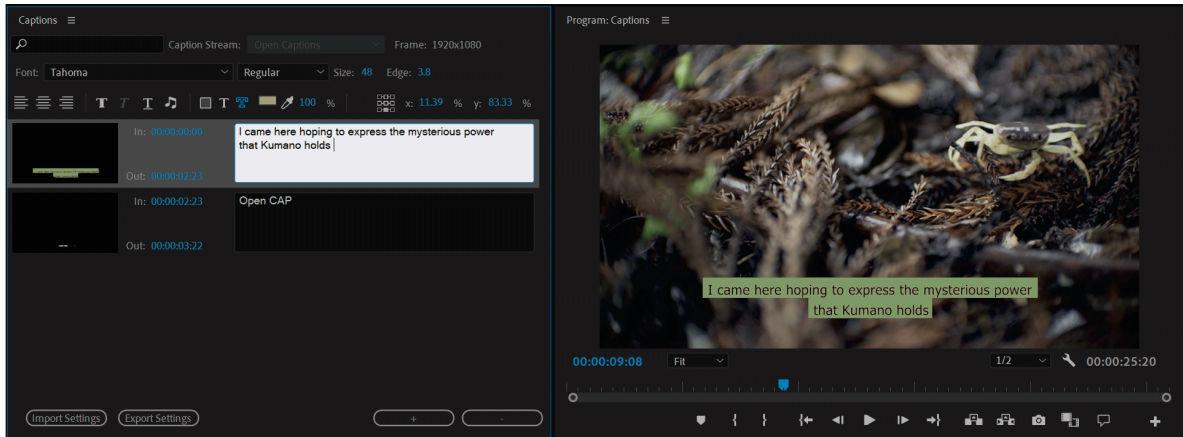 Captions
Caption Stream: Open Captions
Frame: 1920x1080
Font: Tahoma Regular Size: 48 Edge: 3.8
T T T T 100 % x: 11.39 % y: 83.33 %
In: 00:00:00:00
Out: 00:00:02:23
I came here hoping to express the mysterious power
that Kumano holds
In: 00:00:02:23
Out: 00:00:03:22
Open CAP
Import Settings Export Settings + -
Program: Captions
I came here hoping to express the mysterious power
that Kumano holds
00:00:09:08 Fit 1/2 00:00:25:20